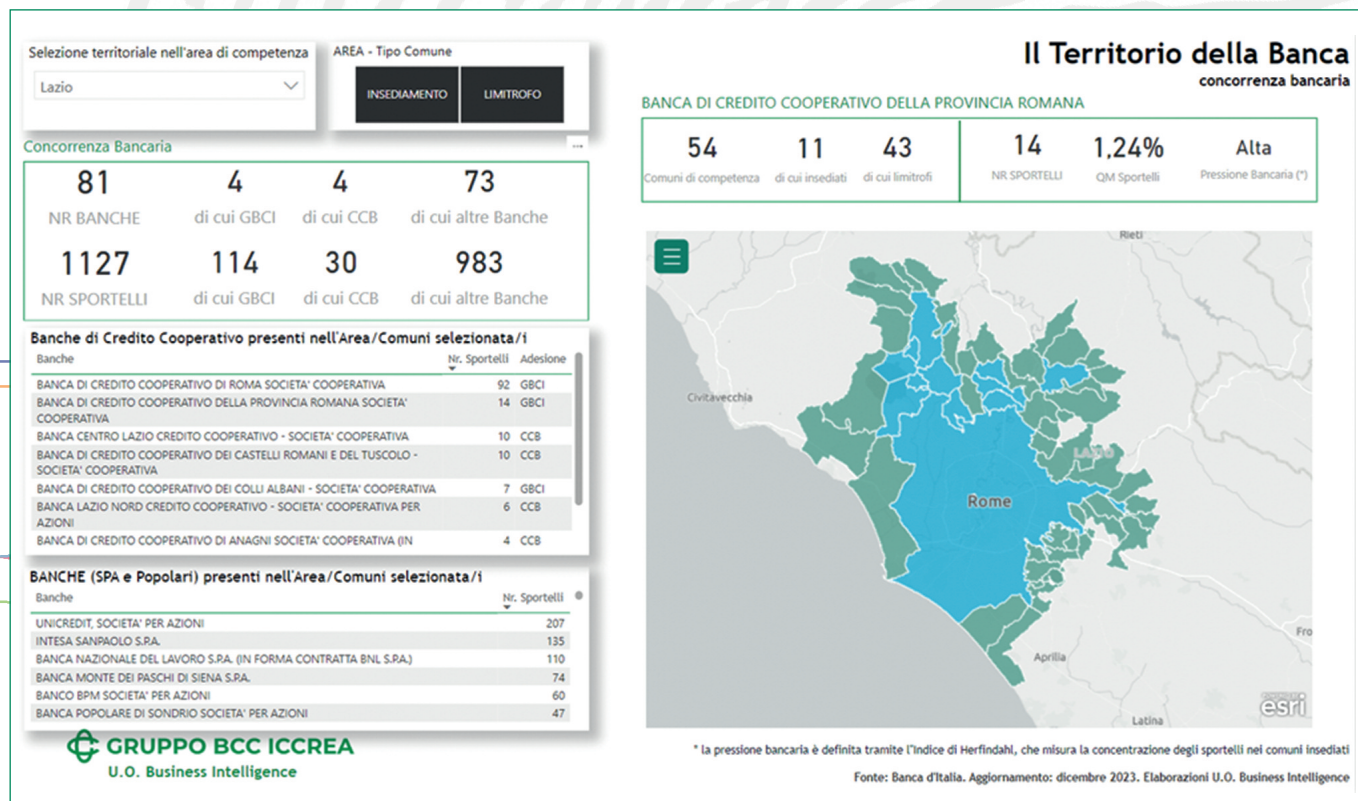 Selezione territoriale nell'area di competenza
Lazio
AREA - Tipo Comune
INSEDIAMENTO
LIMITROFO
Il Territorio della Banca
concorrenza bancaria
Concorrenza Bancaria
...
81
4
4
73
NR BANCHE
di cui GBCI
di cui CCB
di cui altre Banche
1127
114
30
983
NR SPORTELLI
di cui GBCI
di cui CCB
di cui altre Banche
BANCA DI CREDITO COOPERATIVO DELLA PROVINCIA ROMANA
54
11
43
14
1,24%
Alta
Comuni di competenza
di cui insediati
di cui limitrofi
NR SPORTELLI
QM Sportelli
Pressione Bancaria (*)
Banche di Credito Cooperativo presenti nell'Area/Comuni selezionata/i
Banche Nr. Sportelli Adesione
BANCA DI CREDITO COOPERATIVO DI ROMA SOCIETA' COOPERATIVA 92 GBCI
BANCA DI CREDITO COOPERATIVO DELLA PROVINCIA ROMANA SOCIETA' 14 GBCI
COOPERATIVA
BANCA CENTRO LAZIO CREDITO COOPERATIVO - SOCIETA' COOPERATIVA 10 CCB
BANCA DI CREDITO COOPERATIVO DEI CASTELLI ROMANI E DEL TUSCOLO - 10 CCB
SOCIETA' COOPERATIVA
BANCA DI CREDITO COOPERATIVO DEI COLLI ALBANI - SOCIETA' COOPERATIVA 7 GBCI
BANCA LAZIO NORD CREDITO COOPERATIVO - SOCIETA' COOPERATIVA PER 6 CCB
AZIONI
BANCA DI CREDITO COOPERATIVO DI ANAGNI SOCIETA' COOPERATIVA (IN 4 CCB
BANCHE (SPA e Popolari) presenti nell'Area/Comuni selezionata/i
Banche Nr. Sportelli
UNICREDIT, SOCIETA' PER AZIONI 207
INTESA SANPAOLO S.P.A. 135
BANCA NAZIONALE DEL LAVORO S.P.A. (IN FORMA CONTRATTA BNL S.P.A.) 110
BANCA MONTE DEI PASCHI DI SIENA S.P.A. 74
BANCO BPM SOCIETA' PER AZIONI 60
BANCA POPOLARE DI SONDRIO SOCIETA' PER AZIONI 47
GRUPPO BCC ICCREA
U.O. Business Intelligence
Rieti
Civitavecchia
LAZIO
Rome
Fro
Aprilia
Latina
esri
* la pressione bancaria è definita tramite l'Indice di Herfindahl, che misura la concentrazione degli sportelli nei comuni insediati
Fonte: Banca d'Italia. Aggiornamento: dicembre 2023. Elaborazioni U.O. Business Intelligence